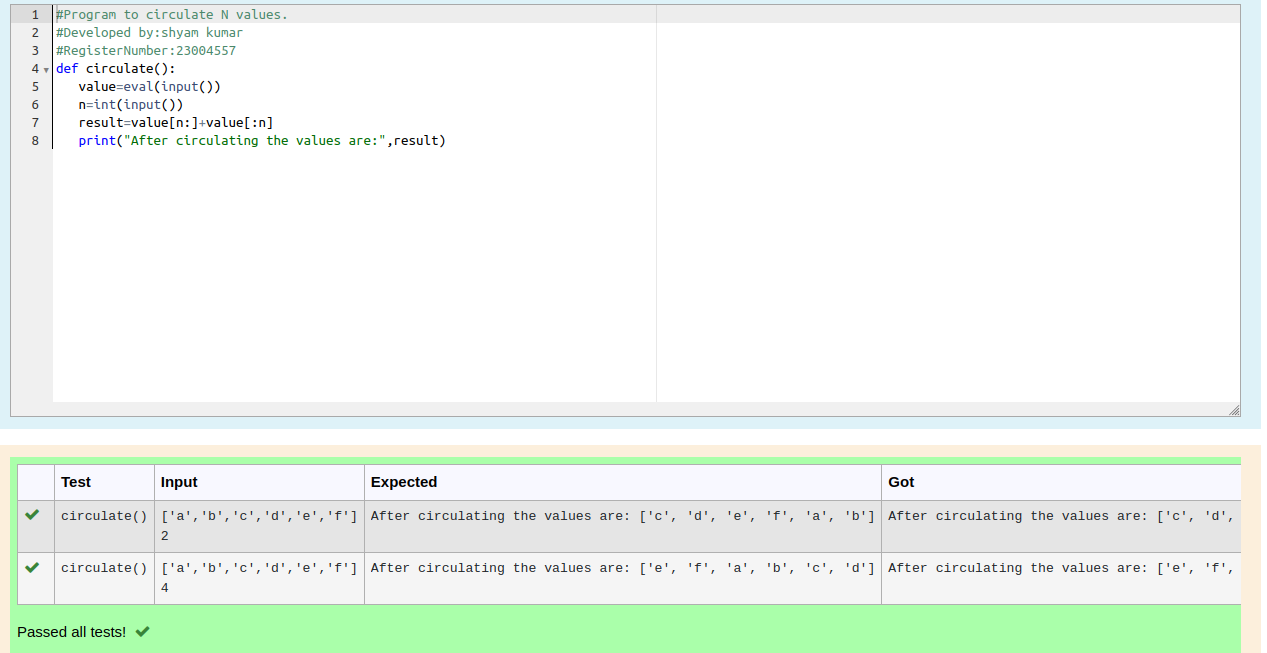 1 #Program to circulate N values.
2 #Developed by:shyam kumar
3 #RegisterNumber:23004557
4 def circulate():
5    value=eval(input())
6    n=int(input())
7    result=value[n:]+value[:n]
8    print("After circulating the values are:",result)
Test Input Expected Got
circulate() ['a','b','c','d','e','f'] After circulating the values are: ['c', 'd', 'e', 'f', 'a', 'b'] After circulating the values are: ['c', 'd',
2
circulate() ['a','b','c','d','e','f'] After circulating the values are: ['e', 'f', 'a', 'b', 'c', 'd'] After circulating the values are: ['e', 'f',
4
Passed all tests!